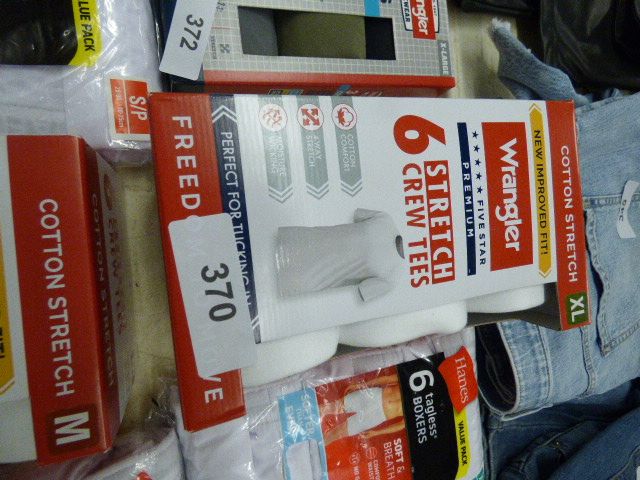 VALUE PACK
S/P
372
Wrangler
X-LARGE
COTTON STRETCH
M
FREED
VE
PERFECT FOR TUCKING IN
370
4 WAY
STRETCH
COTTON
COMFORT
6 STRETCH
CREW TEES
★★★★★ FIVE STAR
PREMIUM
Wrangler
NEW IMPROVED FIT!
COTTON STRETCH
XL
Hanes
VALUE PACK
6 tagless
BOXERS
SOFT &
BREATH